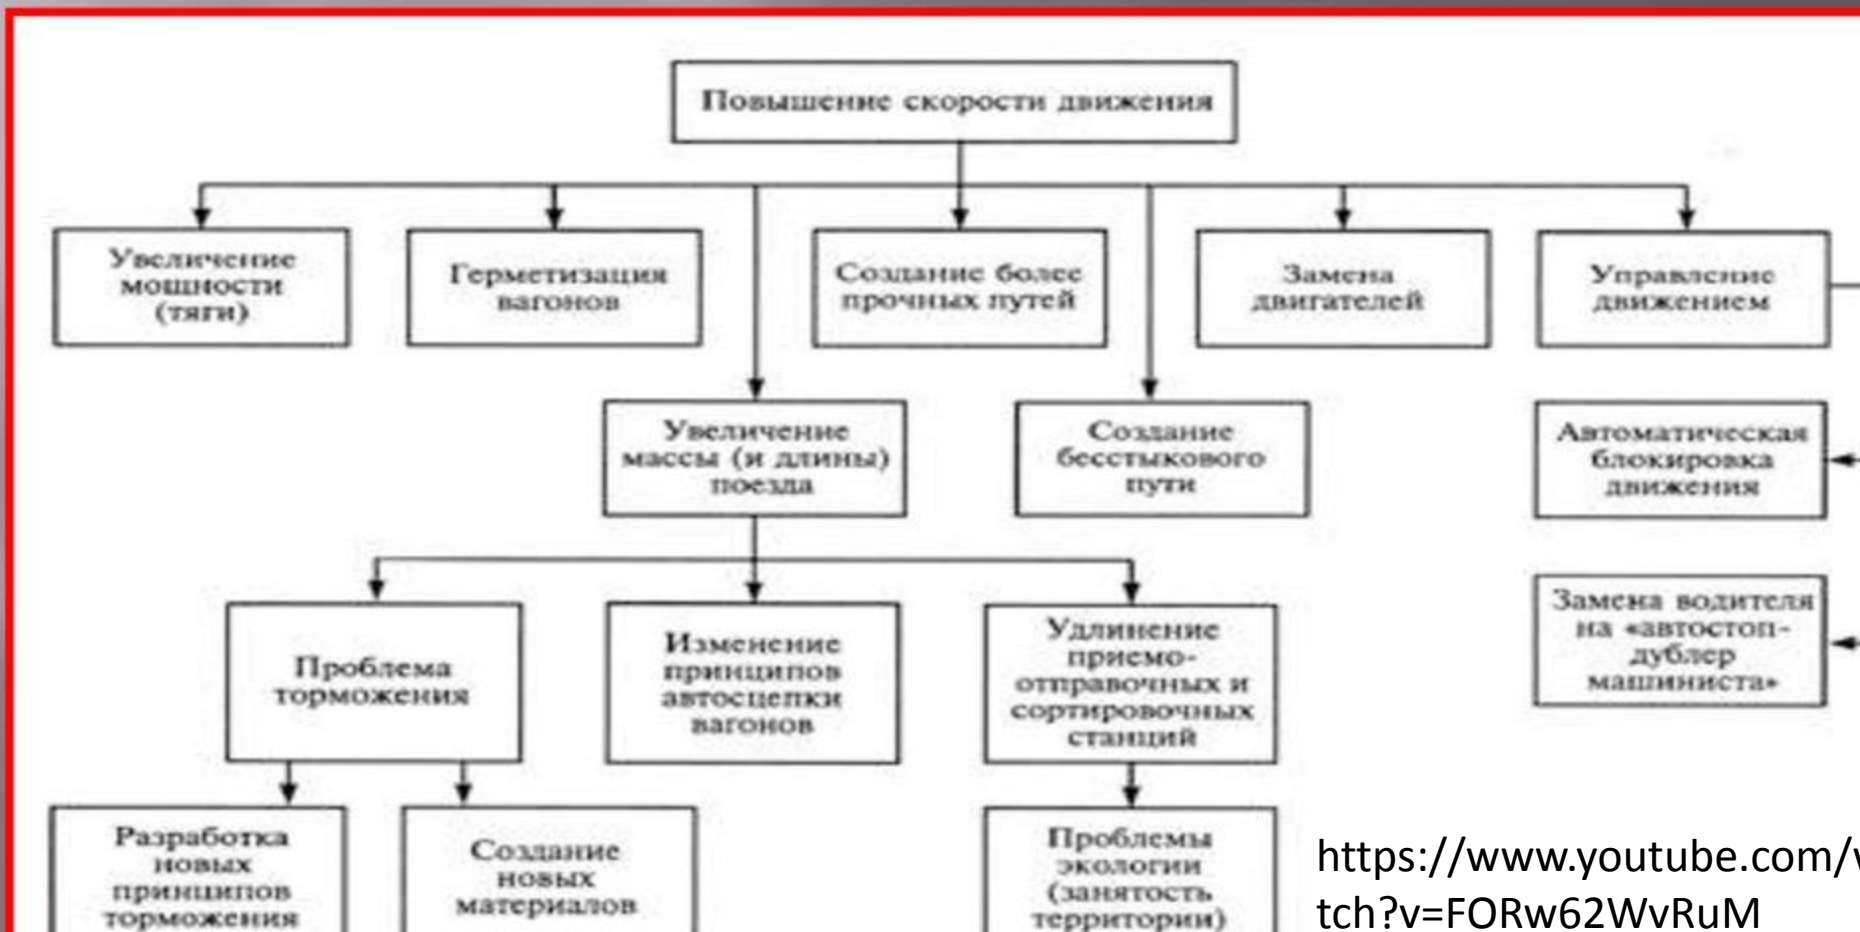 Повышение скорости движения
Увеличение
мощности
(тяги)
Герметизация
вагонов
Создание более
прочных путей
Замена
двигателей
Управление
движением
Увеличение
массы (и длины)
поезда
Создание
бесстыкового
пути
Автоматическая
блокировка
движения
Замена водителя
на «автостоп-
дублер
машиниста»
Проблема
торможения
Изменение
принципов
автосцепки
вагонов
Удлинение
приемо-
отправочных и
сортировочных
станций
Разработка
новых
принципов
торможения
Создание
новых
материалов
Проблемы
экологии
(занятость
территории)
https://www.youtube.com/w
tch?v=FORw62WvRuM